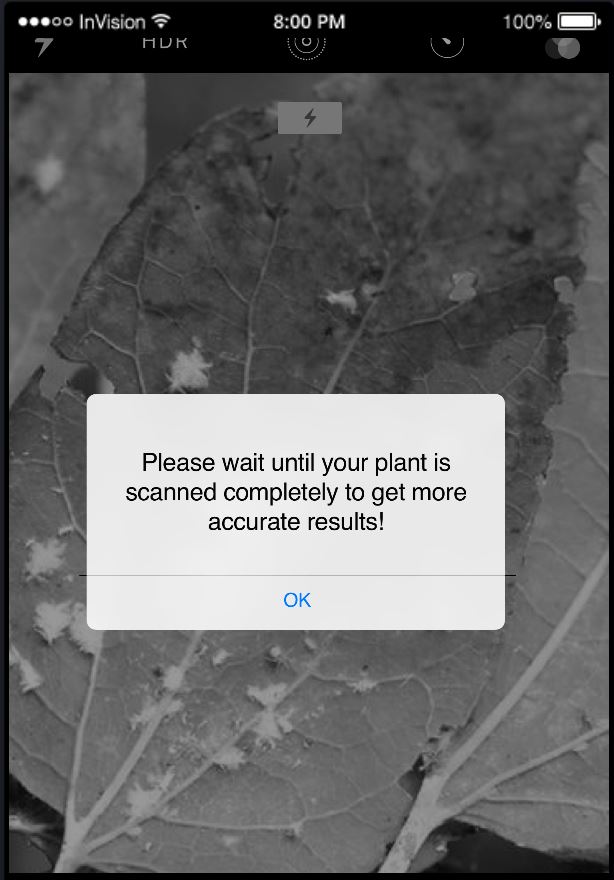 ●●●○○ InVision 8:00 PM 100%
HDR
Please wait until your plant is
scanned completely to get more
accurate results!
OK